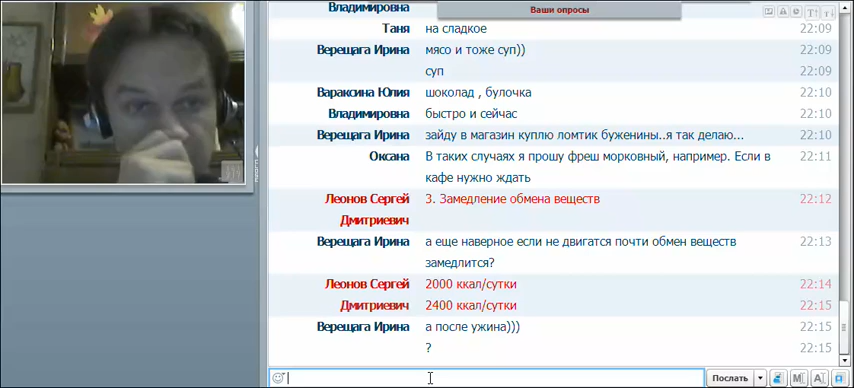 Ваши опросы
Владимировна
Таня на сладкое 22:09
Верещага Ирина мясо и тоже суп)) 22:09
суп 22:09
Вараксина Юлия шоколад , булочка 22:10
Владимировна быстро и сейчас 22:10
Верещага Ирина зайду в магазин куплю ломтик буженины..я так делаю... 22:10
Оксана В таких случаях я прошу фреш морковный, например. Если в 22:11
кафе нужно ждать
Леонов Сергей 3. Замедление обмена веществ 22:12
Дмитриевич
Верещага Ирина а еще наверное если не двигатся почти обмен веществ 22:13
замедлится?
Леонов Сергей 2000 ккал/сутки 22:14
Дмитриевич 2400 ккал/сутки 22:15
Верещага Ирина а после ужина))) 22:15
? 22:15
Послать